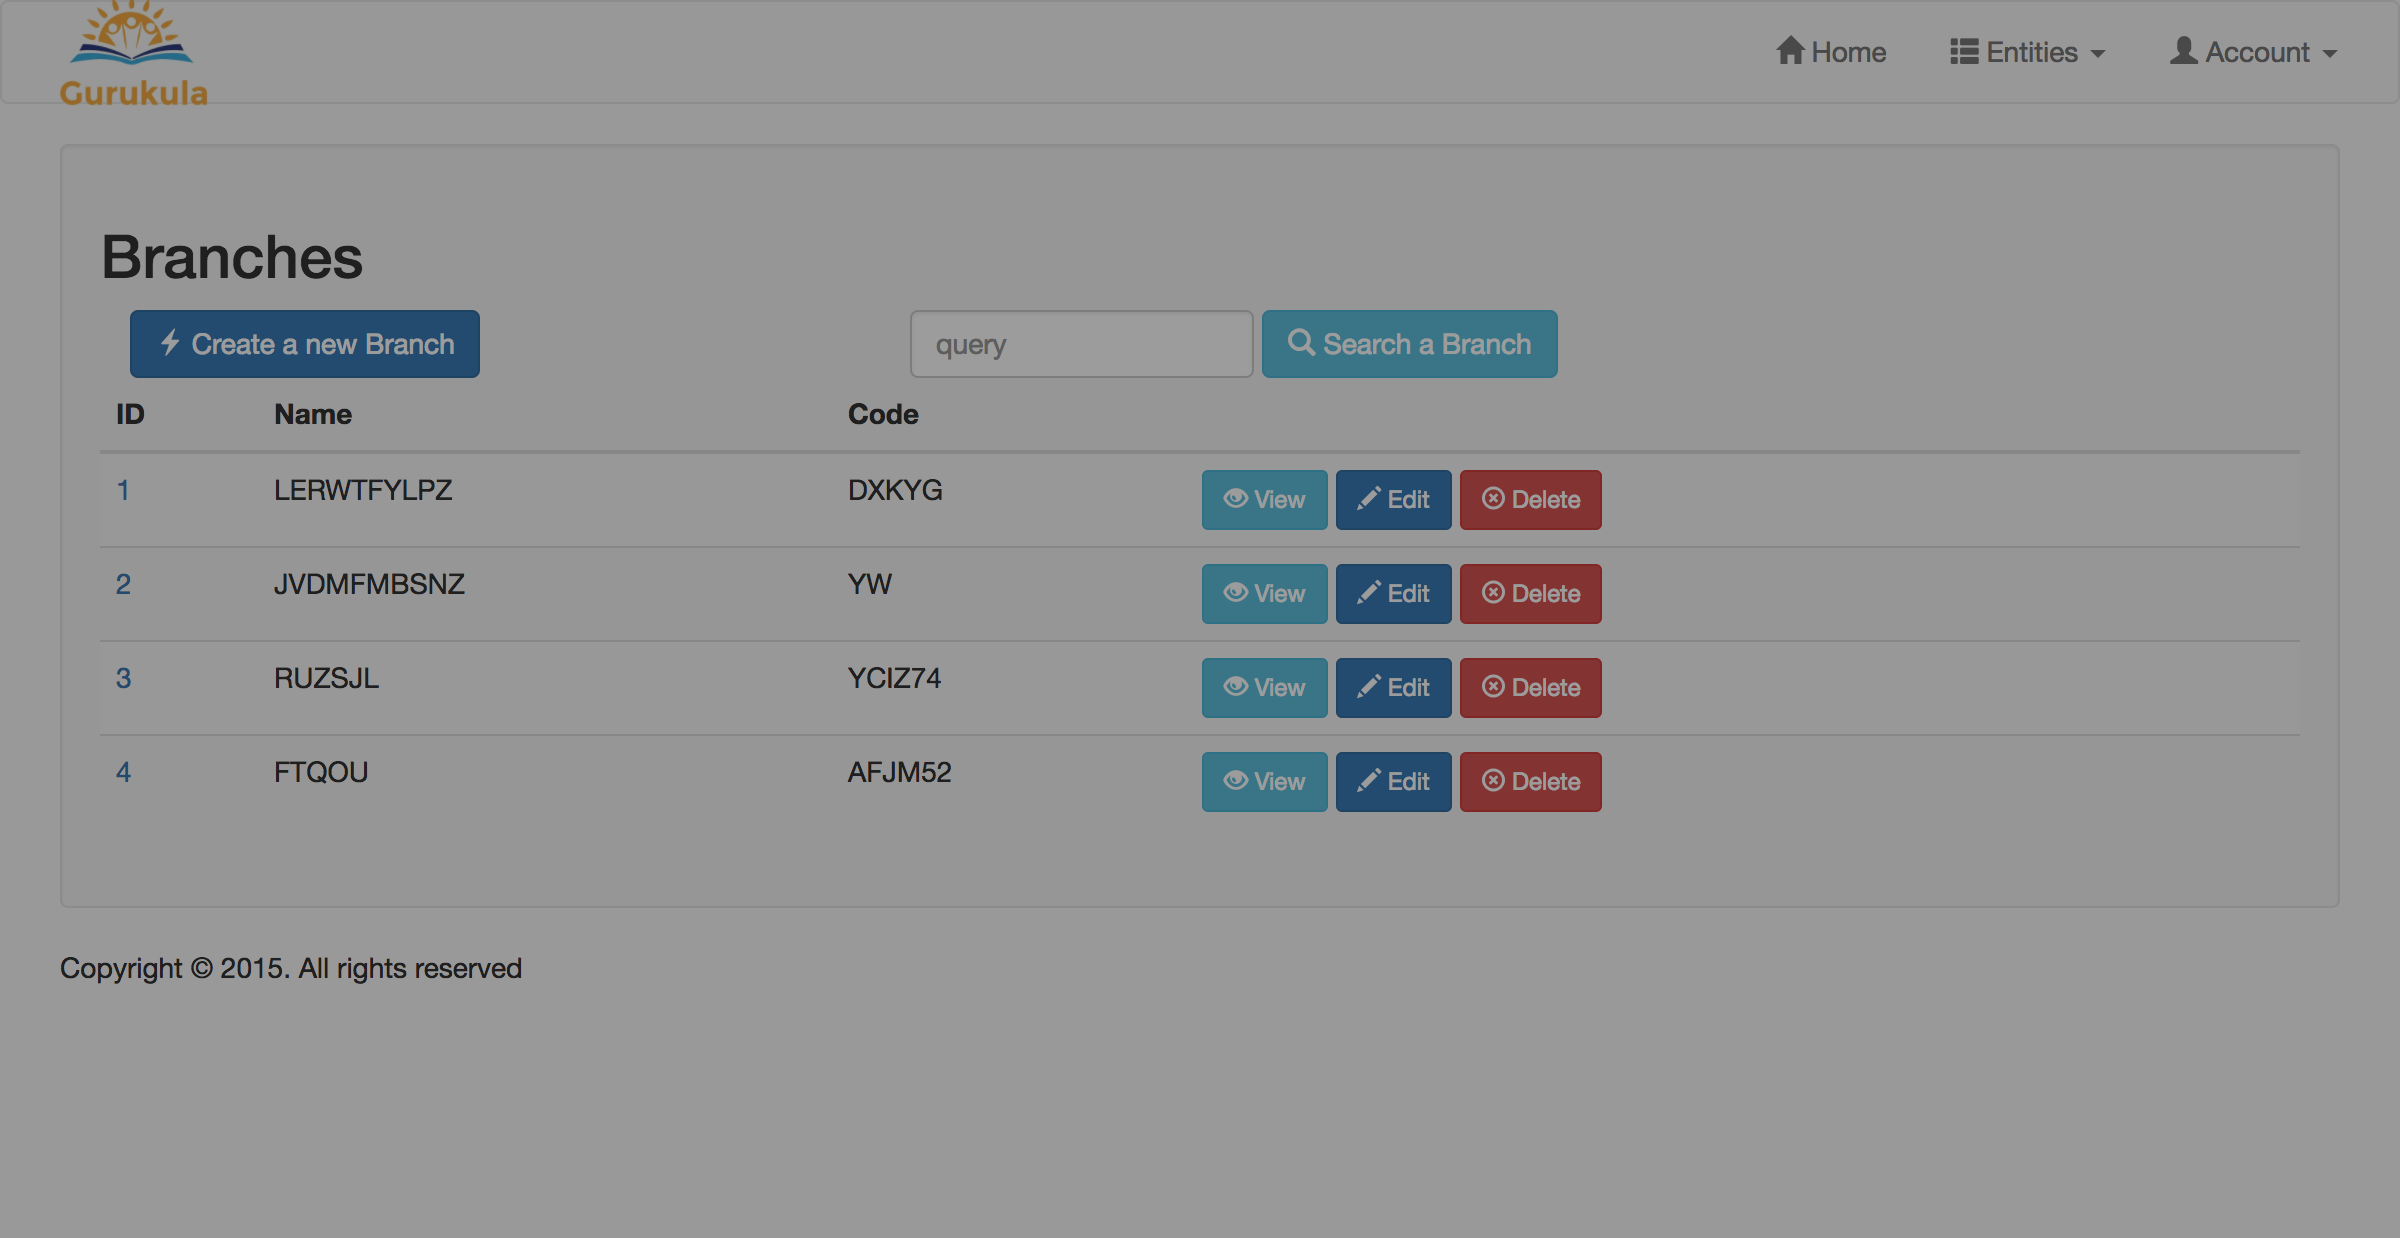 Gurukula
Home Entities Account
Branches
Create a new Branch query Search a Branch
ID Name Code
1 LERWTFYLPZ DXKYG View Edit Delete
2 JVDMFMBSNZ YW View Edit Delete
3 RUZSJL YCIZ74 View Edit Delete
4 FTQOU AFJM52 View Edit Delete
Copyright © 2015. All rights reserved